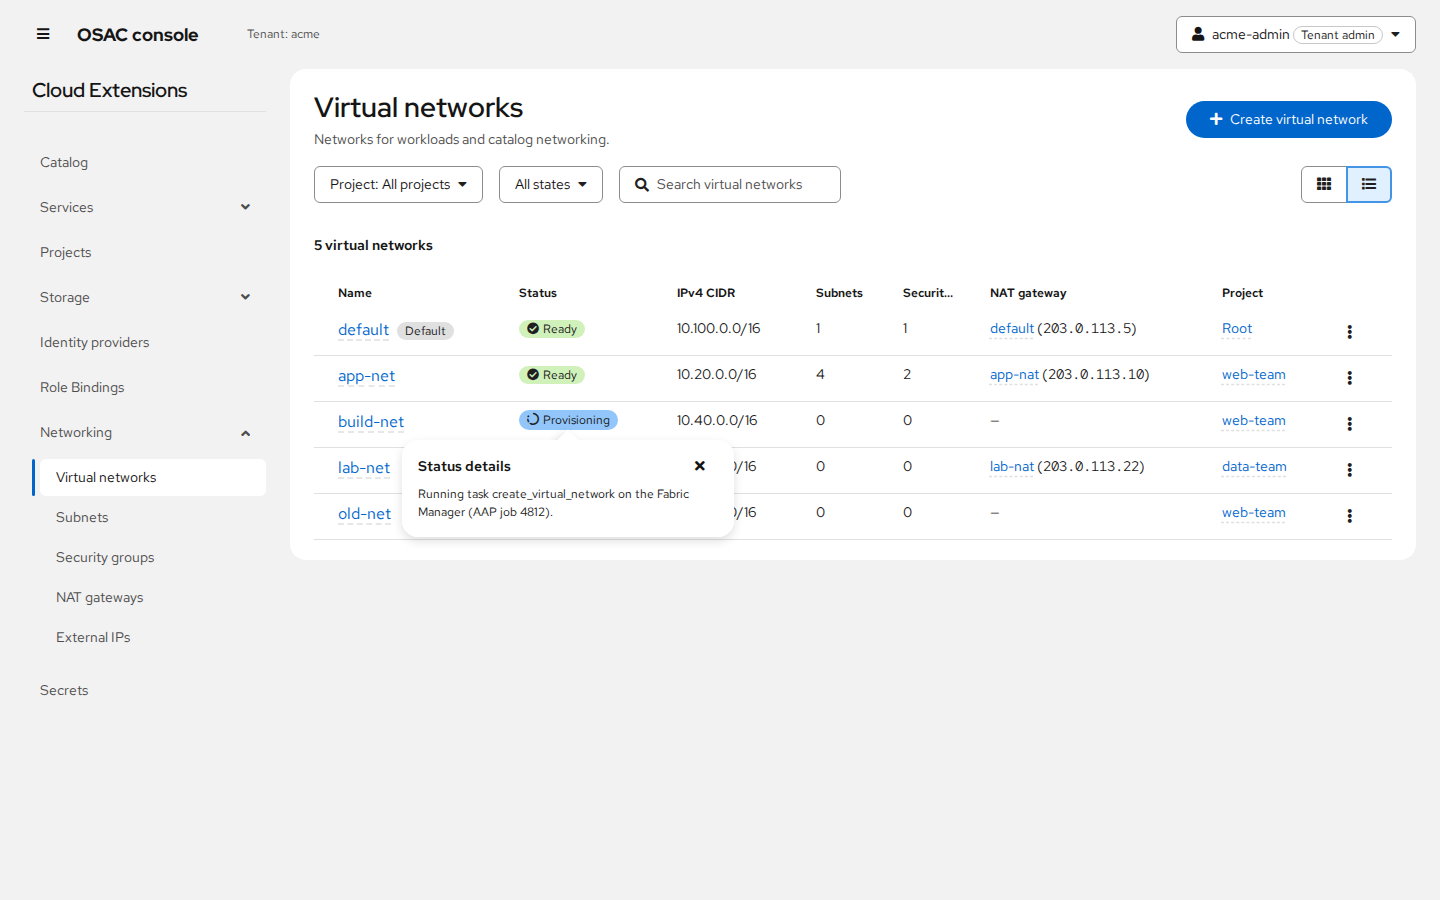 OSAC console
Tenant: acme
acme-admin Tenant admin
Cloud Extensions
Catalog
Services
Projects
Storage
Identity providers
Role Bindings
Networking
Virtual networks
Subnets
Security groups
NAT gateways
External IPs
Secrets
Virtual networks
Networks for workloads and catalog networking.
Create virtual network
Project: All projects
All states
Search virtual networks
5 virtual networks
Name Status IPv4 CIDR Subnets Securit... NAT gateway Project
default Default Ready 10.100.0.0/16 1 1 default (203.0.113.5) Root
app-net Ready 10.20.0.0/16 4 2 app-nat (203.0.113.10) web-team
build-net Provisioning 10.40.0.0/16 0 0 – web-team
lab-net /16 0 0 lab-nat (203.0.113.22) data-team
old-net /16 0 0 – web-team
Status details
Running task create_virtual_network on the Fabric
Manager (AAP job 4812).